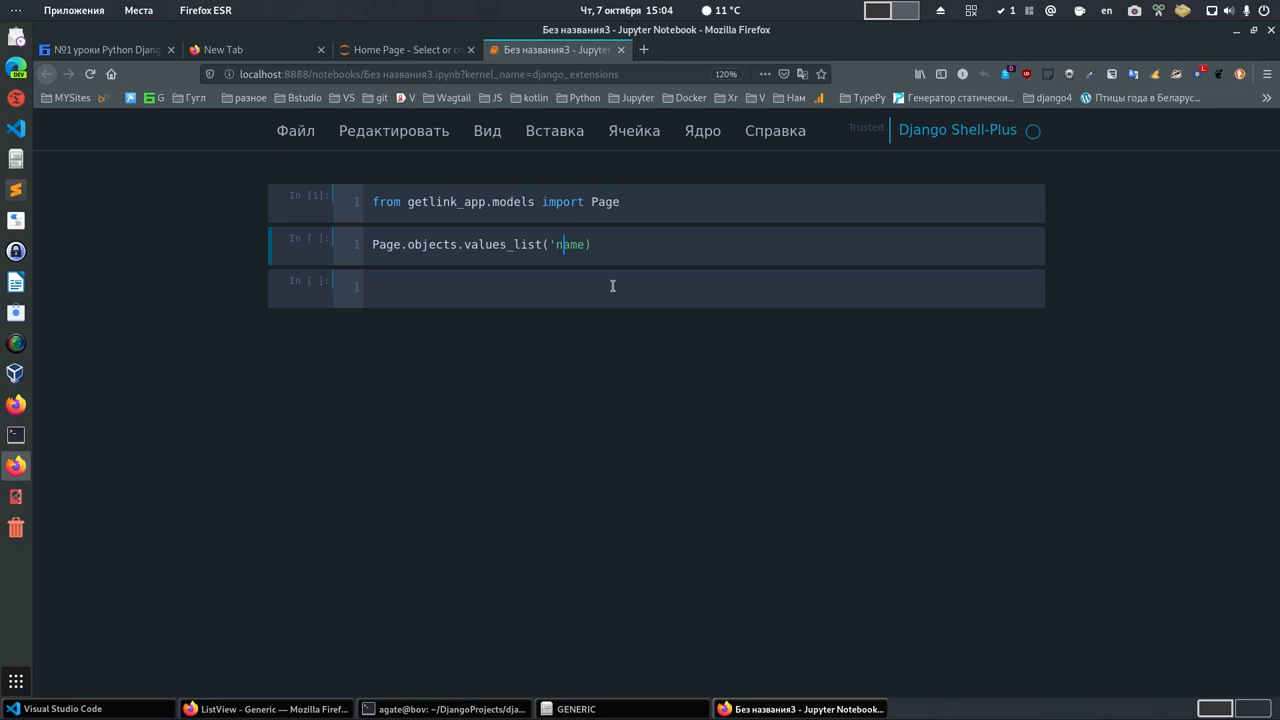 Приложения Места Firefox ESR Чт, 7 октября 15:04 11 °C 1 en
Без названия3 - Jupyter Notebook - Mozilla Firefox
№1 уроки Python Djang New Tab Home Page - Select or cr Без названия3 - Jupyter
localhost:8888/notebooks/Без названия3.ipynb?kernel_name=django_extensions 120%
MYSites G Гугл разное Bstudio VS git V Wagtail JS kotlin Python Jupyter Docker Xr V Нам TypePy Генератор статически... django4 Птицы года в Беларус...
Файл Редактировать Вид Вставка Ячейка Ядро Справка Trusted Django Shell-Plus
In [1]: 1 from getlink_app.models import Page
In [ ]: 1 Page.objects.values_list('name)
In [ ]: 1
Visual Studio Code ListView - Generic — Mozilla Firef... agate@bov: ~/DjangoProjects/dja... GENERIC Без названия3 - Jupyter Notebook...